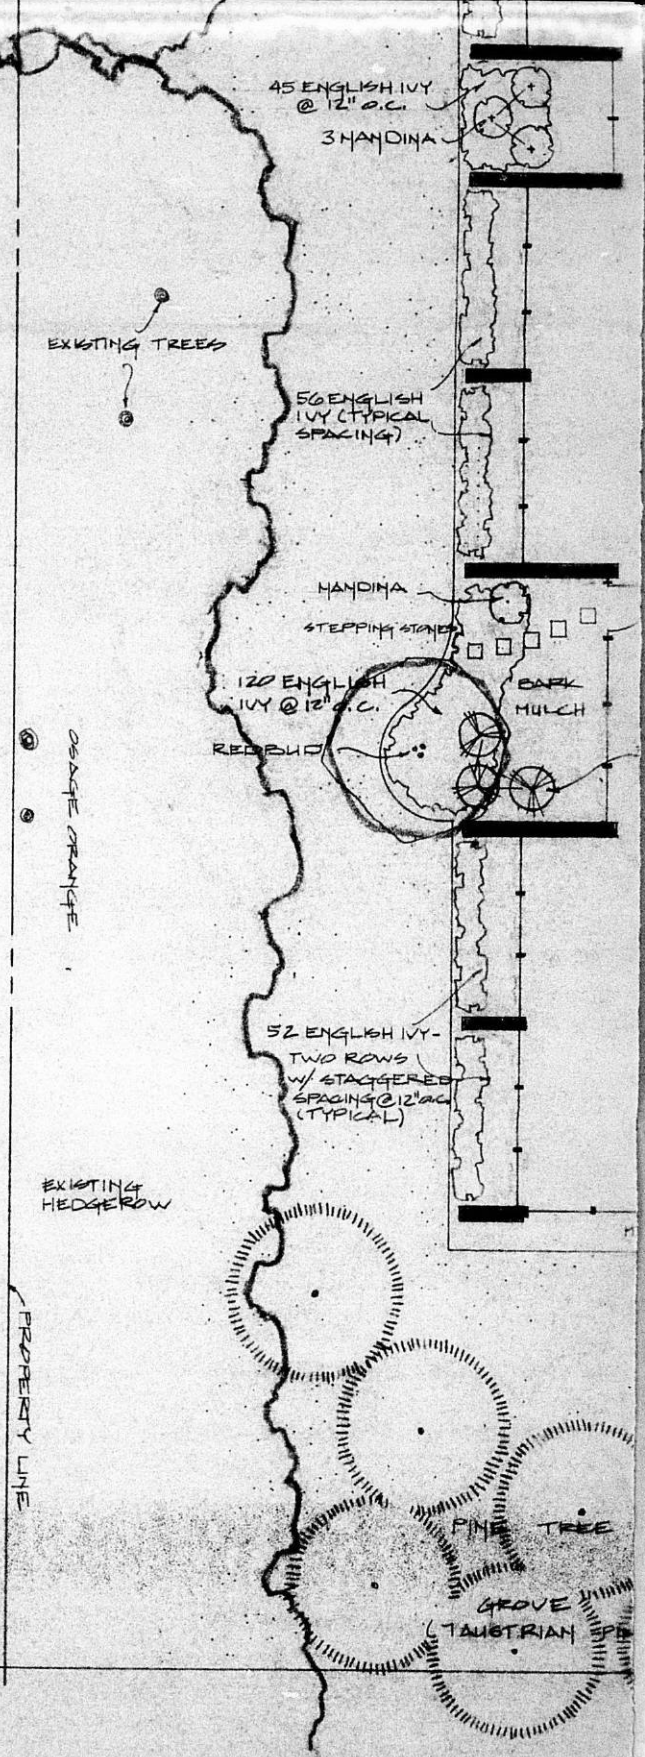 45 ENGLISH IVY
@ 12" O.C.
3 NANDINA
EXISTING TREES
56 ENGLISH
IVY (TYPICAL
SPACING)
NANDINA
STEPPING STONES
120 ENGLISH
IVY @ 12" O.C.
BARK
MULCH
REDBUD
OSAGE ORANGE
52 ENGLISH IVY-
TWO ROWS
W/ STAGGERED
SPACING @ 12" O.C.
(TYPICAL)
EXISTING
HEDGEROW
PROPERTY LINE
PINE TREE
GROVE
(7 AUSTRIAN